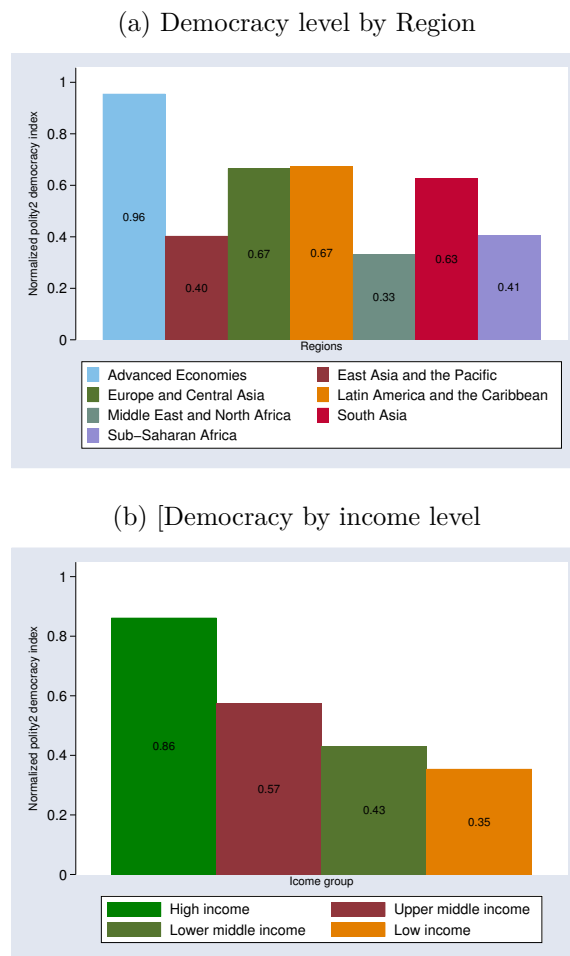 (a) Democracy level by Region
Normalized polity2 democracy index
1
0.8
0.6
0.4
0.2
0
0.96
0.40
0.67
0.67
0.33
0.63
0.41
Regions
Advanced Economies
East Asia and the Pacific
Europe and Central Asia
Latin America and the Caribbean
Middle East and North Africa
South Asia
Sub−Saharan Africa
(b) [Democracy by income level
Normalized polity2 democracy index
1
0.8
0.6
0.4
0.2
0
0.86
0.57
0.43
0.35
Icome group
High income
Upper middle income
Lower middle income
Low income